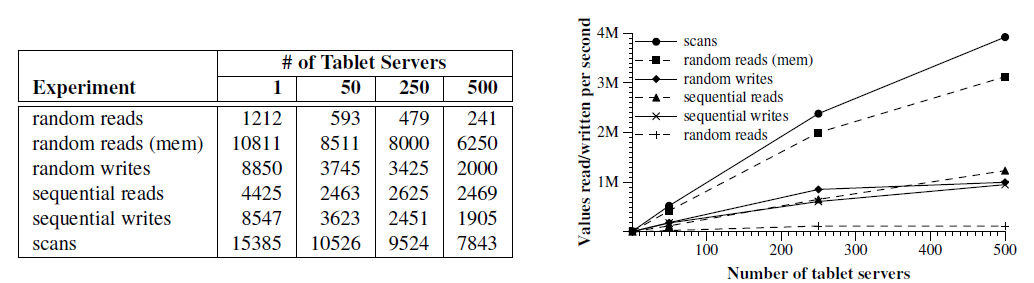 # of Tablet Servers
Experiment 1 50 250 500
random reads 1212 593 479 241
random reads (mem) 10811 8511 8000 6250
random writes 8850 3745 3425 2000
sequential reads 4425 2463 2625 2469
sequential writes 8547 3623 2451 1905
scans 15385 10526 9524 7843
Values read/written per second
4M
3M
2M
1M
scans
random reads (mem)
random writes
sequential reads
sequential writes
random reads
100 200 300 400 500
Number of tablet servers